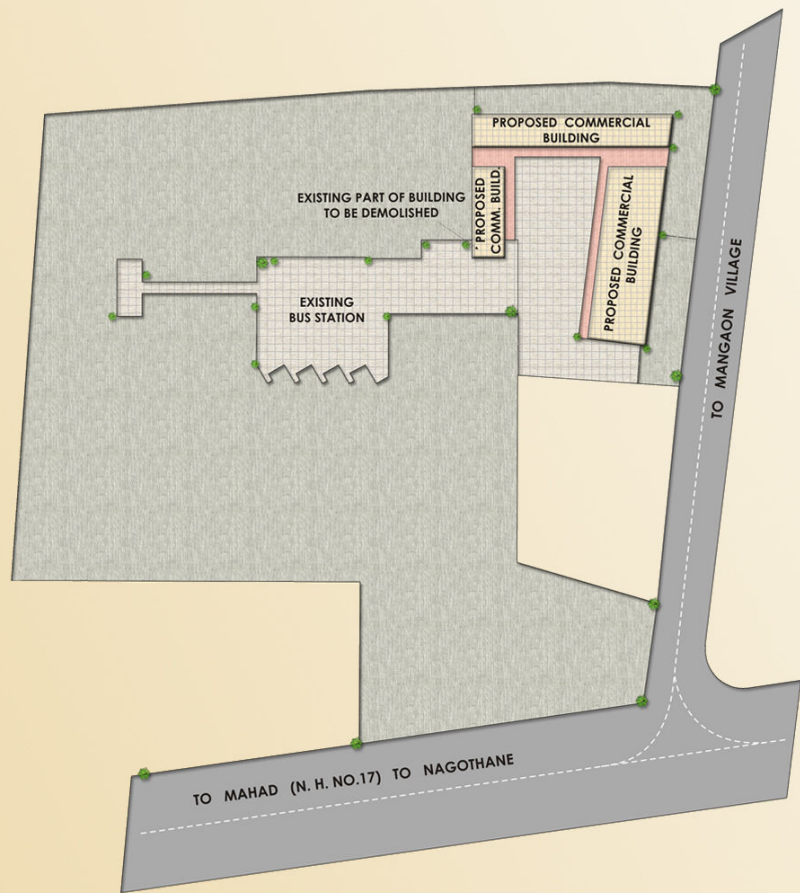 PROPOSED COMMERCIAL
BUILDING
EXISTING PART OF BUILDING
TO BE DEMOLISHED
PROPOSED
COMM. BUILD.
PROPOSED COMMERCIAL
BUILDING
EXISTING
BUS STATION
TO MANGAON VILLAGE
TO MAHAD (N. H. NO.17) TO NAGOTHANE